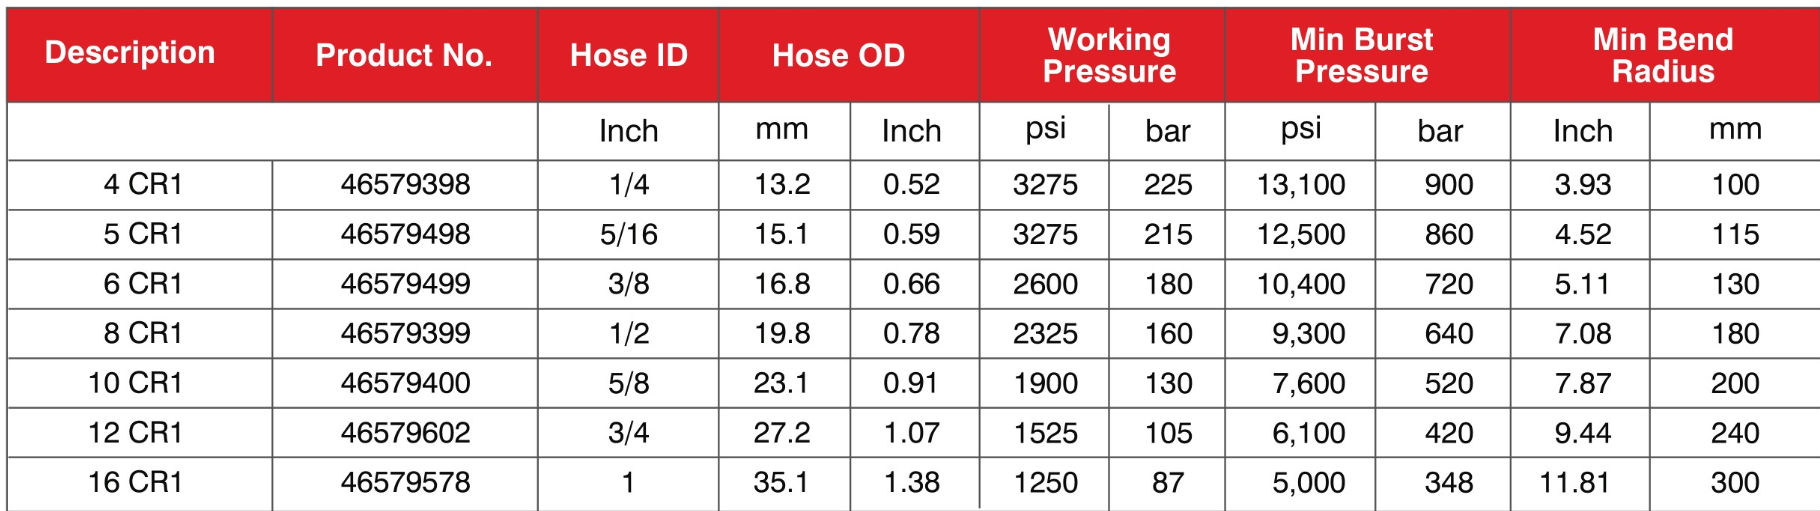 Description Product No. Hose ID Hose OD Working Pressure Min Burst Pressure Min Bend Radius
Inch mm Inch psi bar psi bar Inch mm
4 CR1 46579398 1/4 13.2 0.52 3275 225 13,100 900 3.93 100
5 CR1 46579498 5/16 15.1 0.59 3275 215 12,500 860 4.52 115
6 CR1 46579499 3/8 16.8 0.66 2600 180 10,400 720 5.11 130
8 CR1 46579399 1/2 19.8 0.78 2325 160 9,300 640 7.08 180
10 CR1 46579400 5/8 23.1 0.91 1900 130 7,600 520 7.87 200
12 CR1 46579602 3/4 27.2 1.07 1525 105 6,100 420 9.44 240
16 CR1 46579578 1 35.1 1.38 1250 87 5,000 348 11.81 300